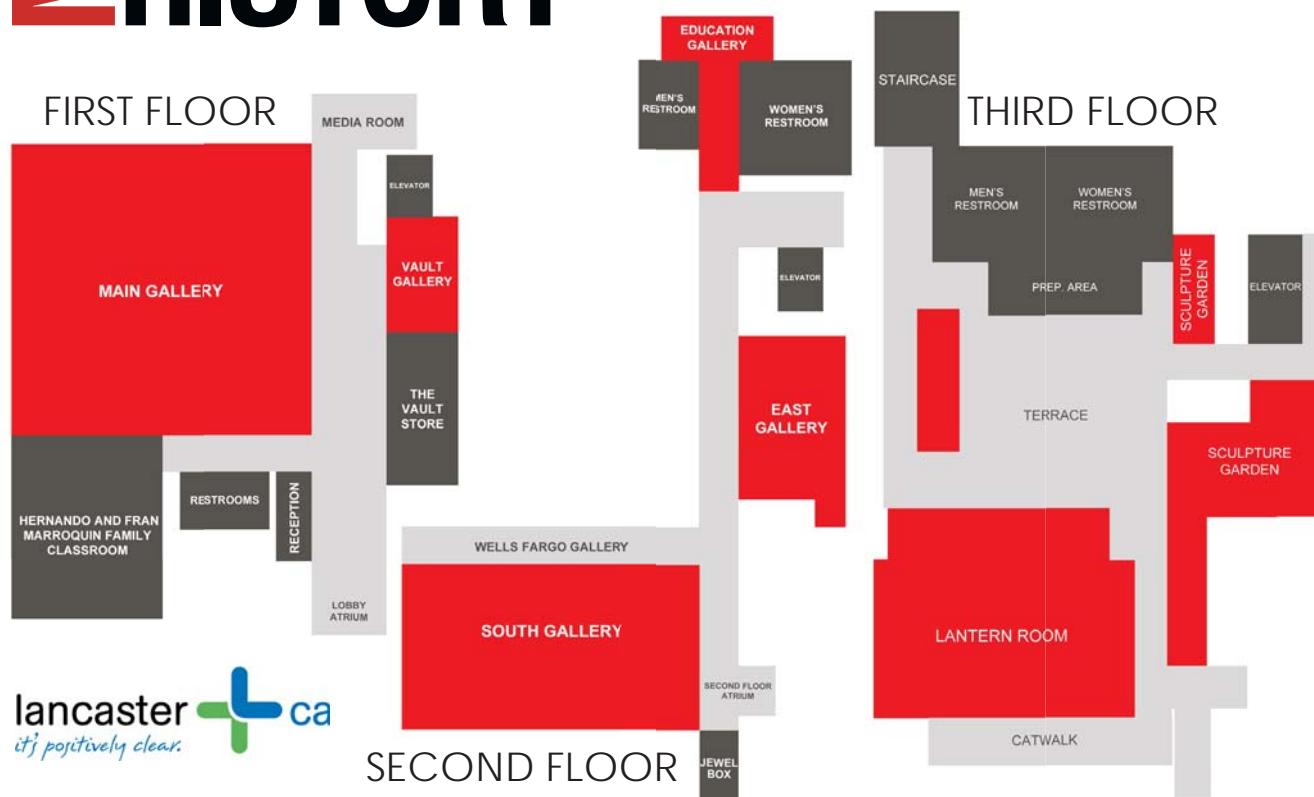 HISTORY
FIRST FLOOR
MEDIA ROOM
ELEVATOR
MAIN GALLERY
VAULT
GALLERY
THE
VAULT
STORE
RESTROOMS
RECEPTION
HERNANDO AND FRAN
MARROQUIN FAMILY
CLASSROOM
LOBBY
ATRIUM
lancaster ca
it's positively clear.
EDUCATION
GALLERY
MEN'S
RESTROOM
WOMEN'S
RESTROOM
ELEVATOR
EAST
GALLERY
WELLS FARGO GALLERY
SOUTH GALLERY
SECOND FLOOR
ATRIUM
SECOND FLOOR
JEWEL
BOX
STAIRCASE
THIRD FLOOR
MEN'S
RESTROOM
WOMEN'S
RESTROOM
PREP. AREA
SCULPTURE
GARDEN
ELEVATOR
TERRACE
SCULPTURE
GARDEN
LANTERN ROOM
CATWALK